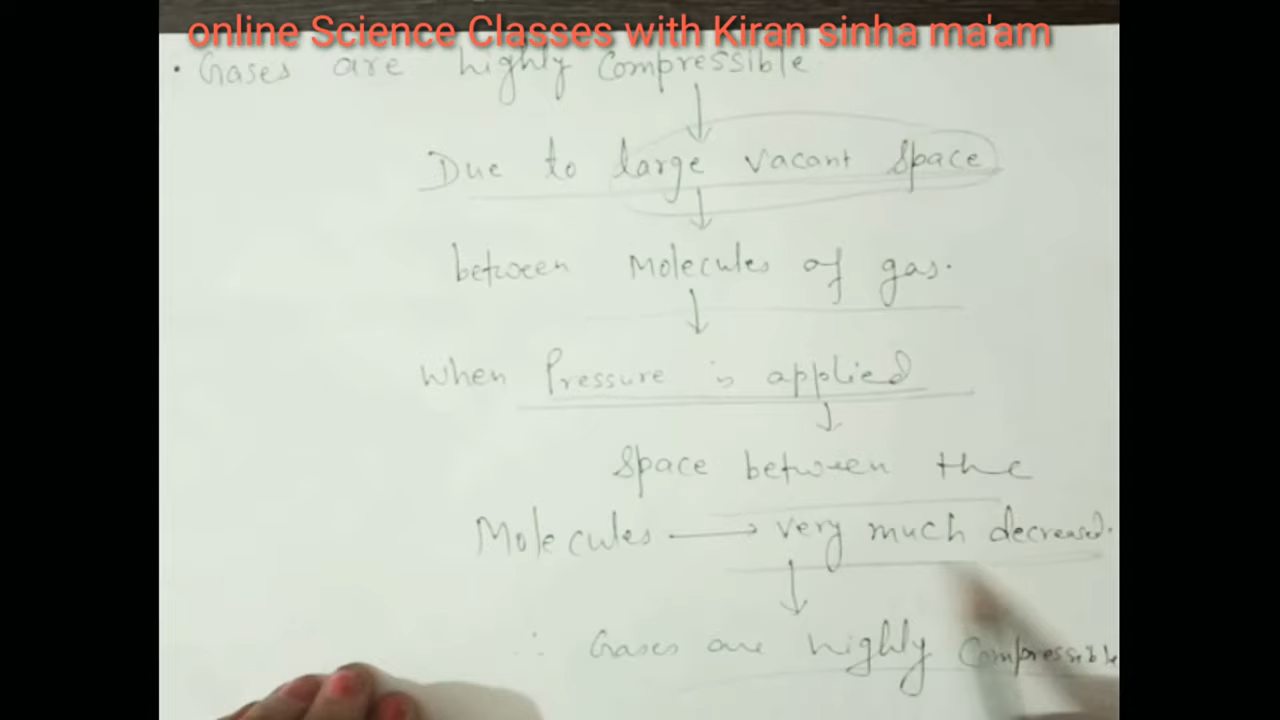 online Science Classes with Kiran sinha ma'am
• Gases are highly Compressible
↓
Due to large vacant Space
↓
between Molecules of gas.
↓
When Pressure is applied
↓
Space between the
Molecules → very much decreased.
↓
∴ Gases are highly Compressible